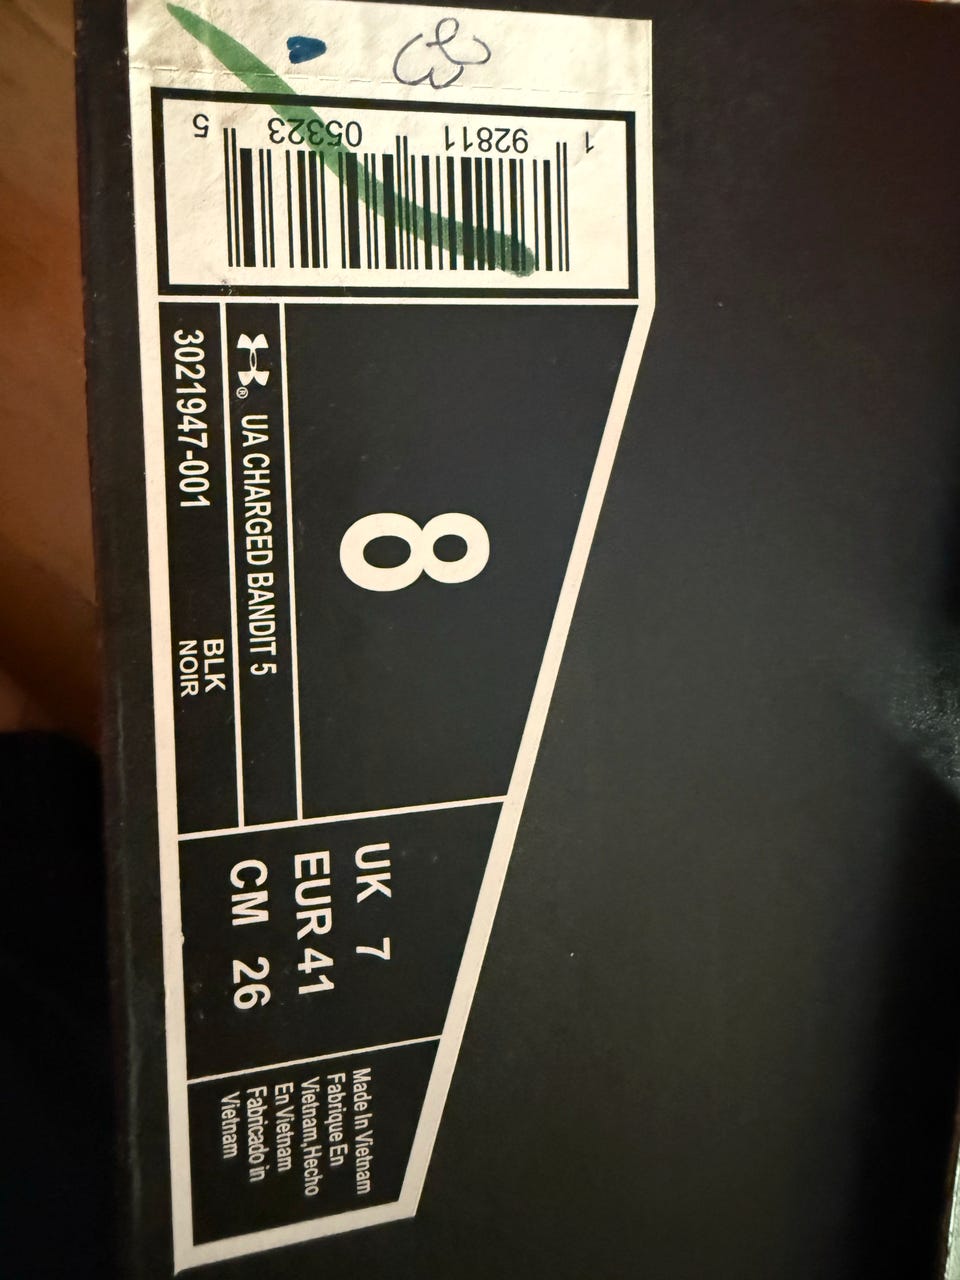 1 92811 05323 5
8
® UA CHARGED BANDIT 5
3021947-001
BLK
NOIR
UK 7
EUR 41
CM 26
Made In Vietnam
Fabrique En
Vietnam,Hecho
En Vietnam
Fabricado in
Vietnam